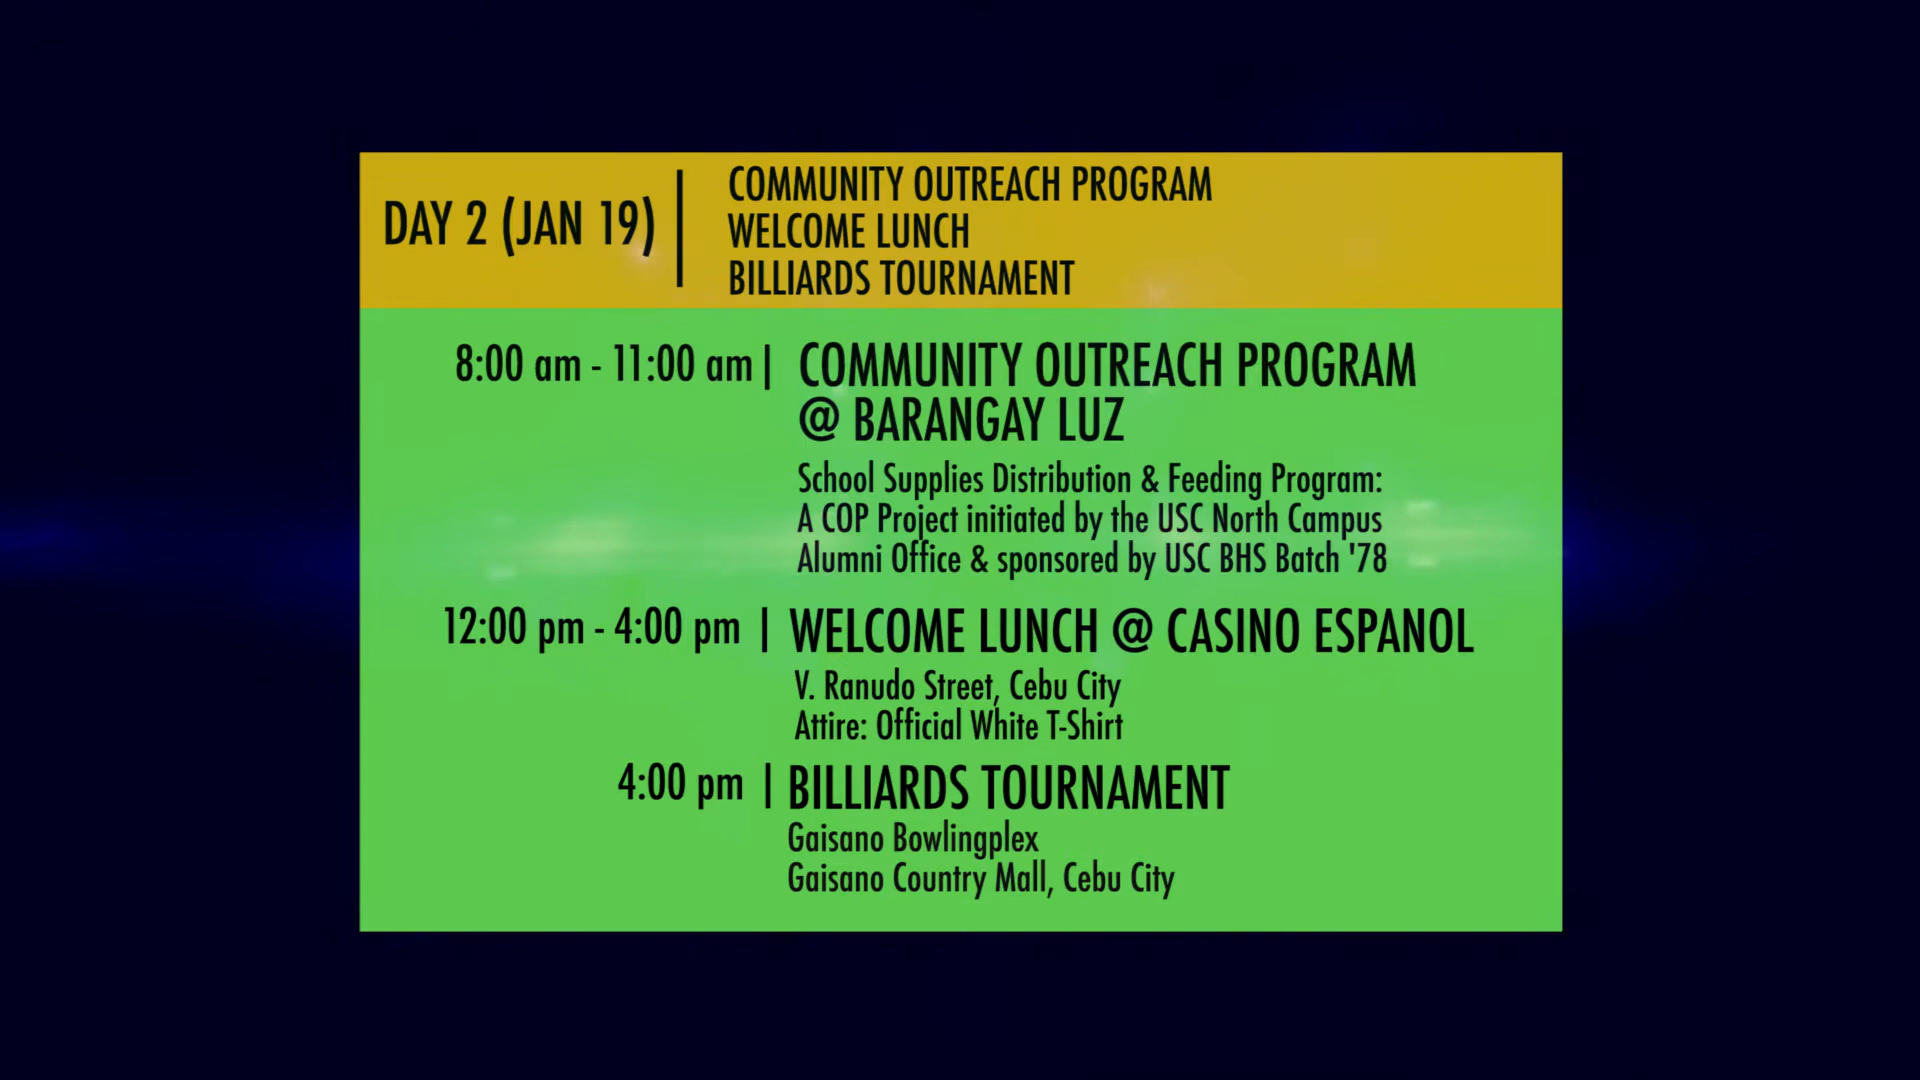 DAY 2 (JAN 19)
COMMUNITY OUTREACH PROGRAM
WELCOME LUNCH
BILLIARDS TOURNAMENT
8:00 am - 11:00 am | COMMUNITY OUTREACH PROGRAM
@ BARANGAY LUZ
School Supplies Distribution & Feeding Program:
A COP Project initiated by the USC North Campus
Alumni Office & sponsored by USC BHS Batch '78
12:00 pm - 4:00 pm | WELCOME LUNCH @ CASINO ESPANOL
V. Ranudo Street, Cebu City
Attire: Official White T-Shirt
4:00 pm | BILLIARDS TOURNAMENT
Gaisano Bowlingplex
Gaisano Country Mall, Cebu City